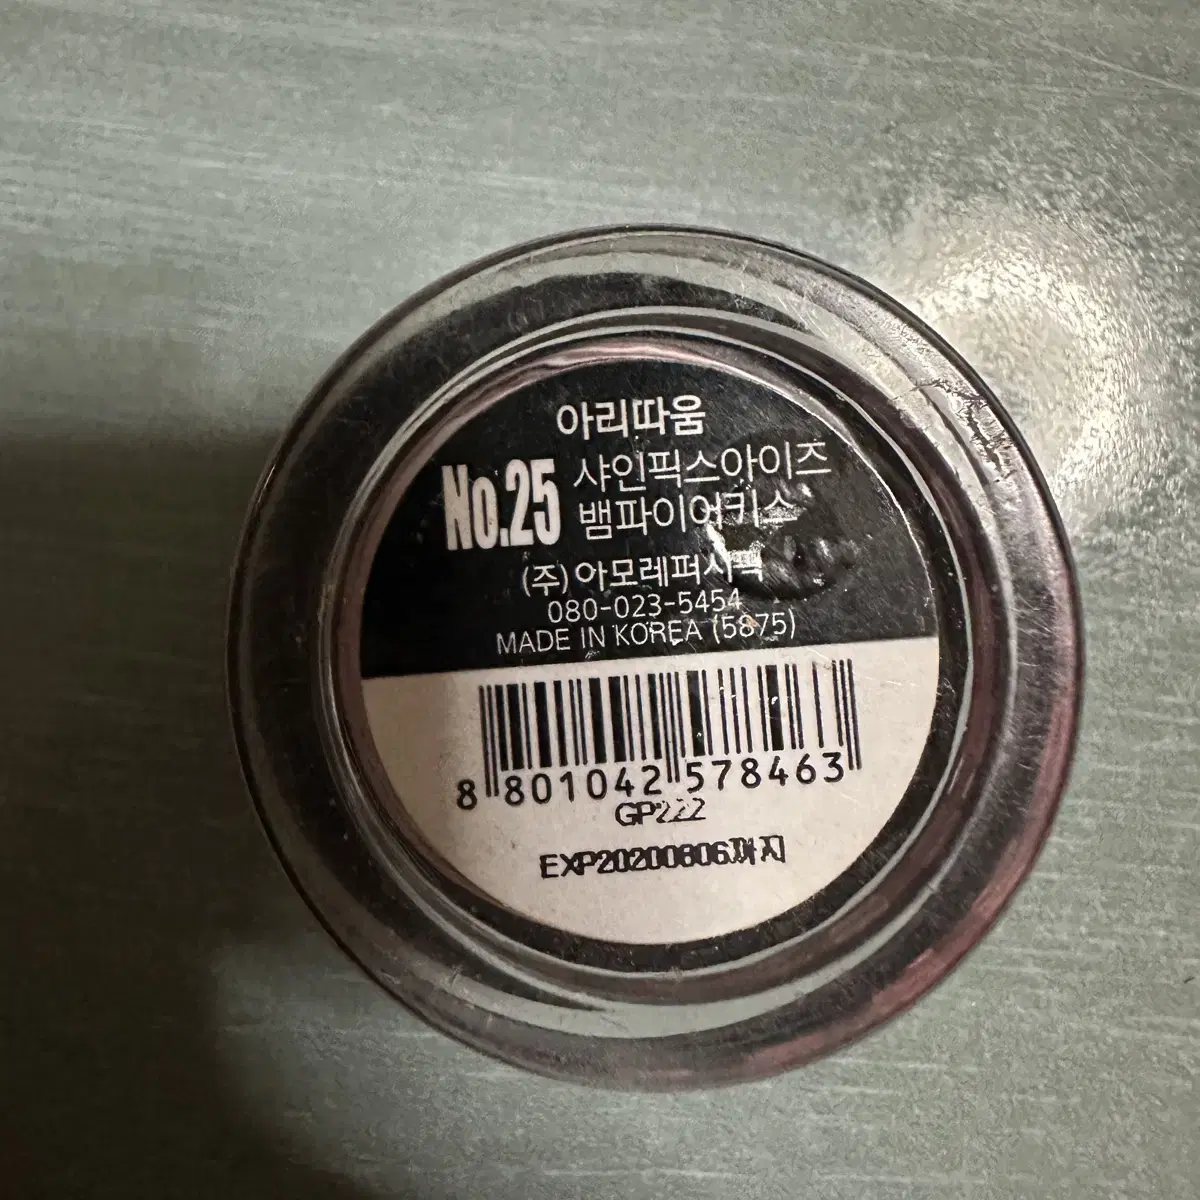 아리따움
No.25 샤인픽스아이즈
뱀파이어키스
(주)아모레퍼시픽
080-023-5454
MADE IN KOREA (5875)
8 801042 578463
GP222
EXP20200806까지